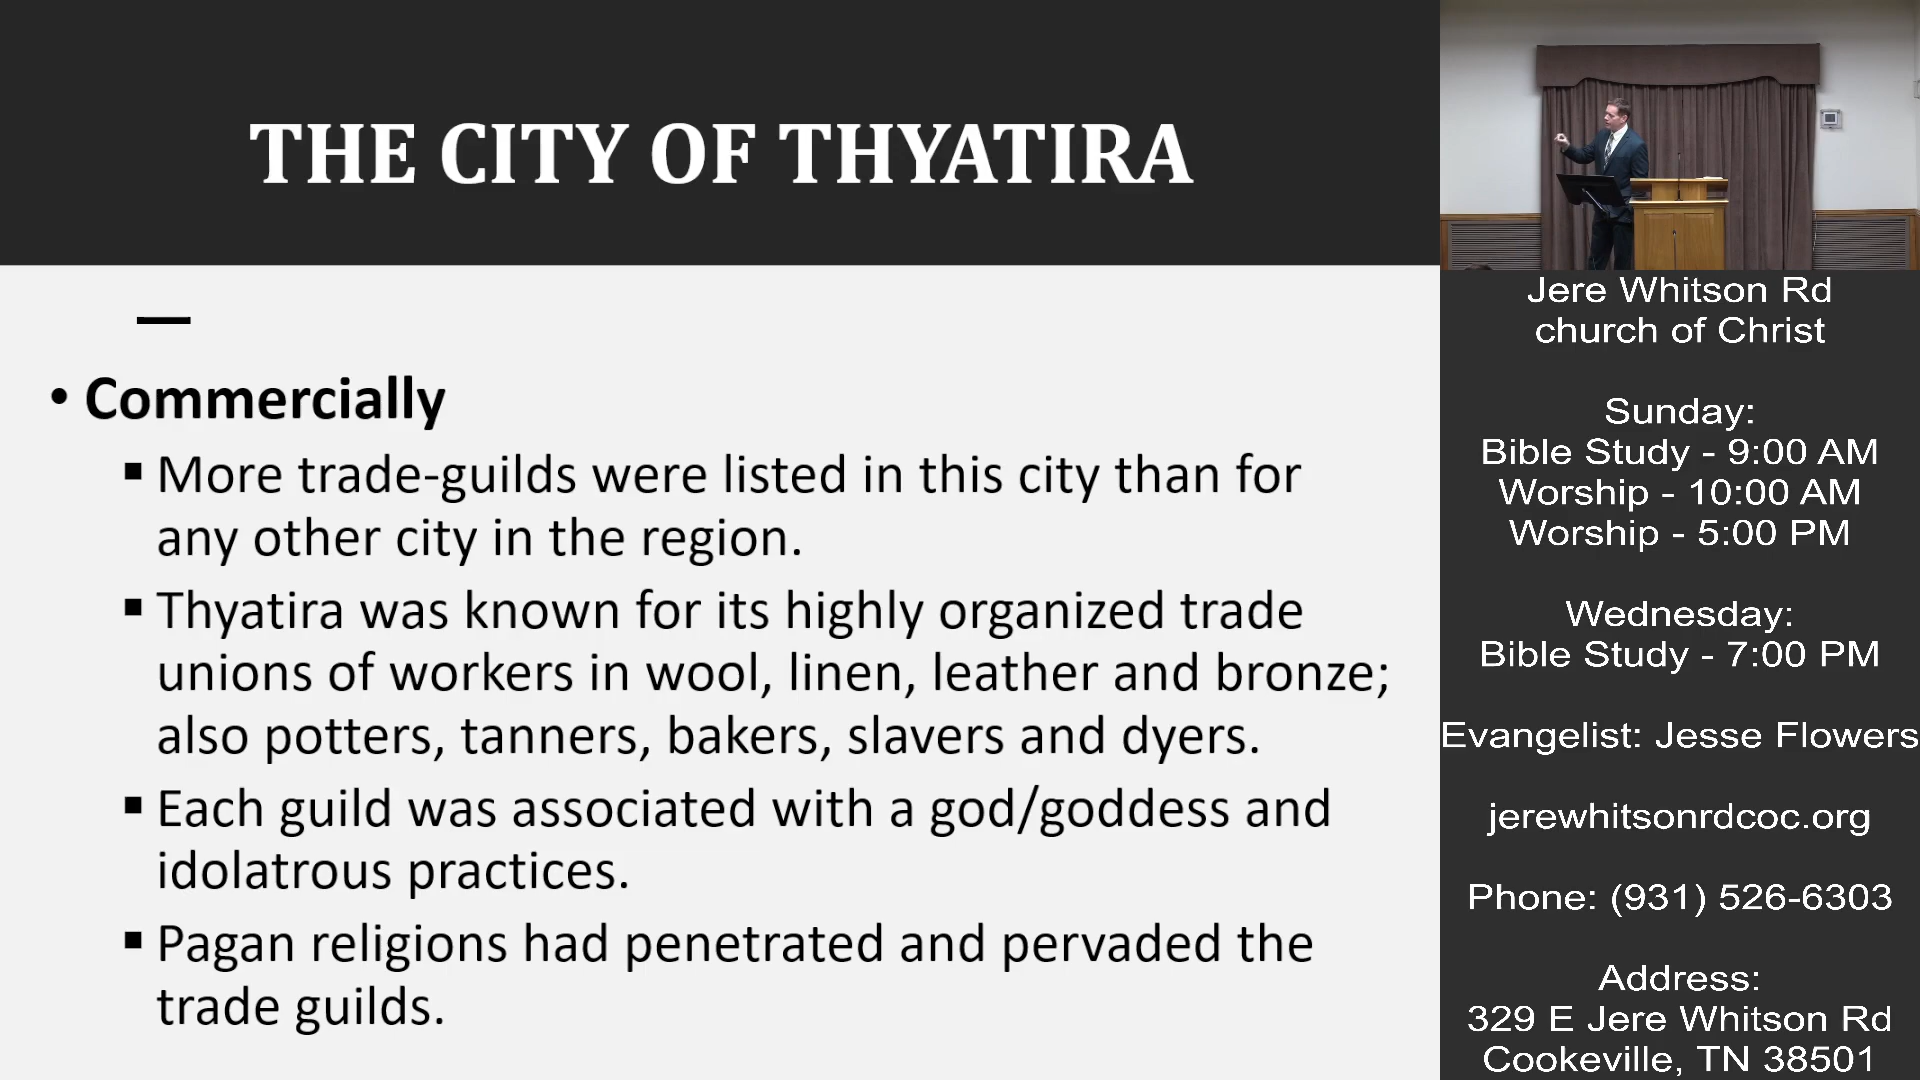 THE CITY OF THYATIRA
• Commercially
▪ More trade-guilds were listed in this city than for
any other city in the region.
▪ Thyatira was known for its highly organized trade
unions of workers in wool, linen, leather and bronze;
also potters, tanners, bakers, slavers and dyers.
▪ Each guild was associated with a god/goddess and
idolatrous practices.
▪ Pagan religions had penetrated and pervaded the
trade guilds.
Jere Whitson Rd
church of Christ
Sunday:
Bible Study - 9:00 AM
Worship - 10:00 AM
Worship - 5:00 PM
Wednesday:
Bible Study - 7:00 PM
Evangelist: Jesse Flowers
jerewhitsonrdcoc.org
Phone: (931) 526-6303
Address:
329 E Jere Whitson Rd
Cookeville, TN 38501